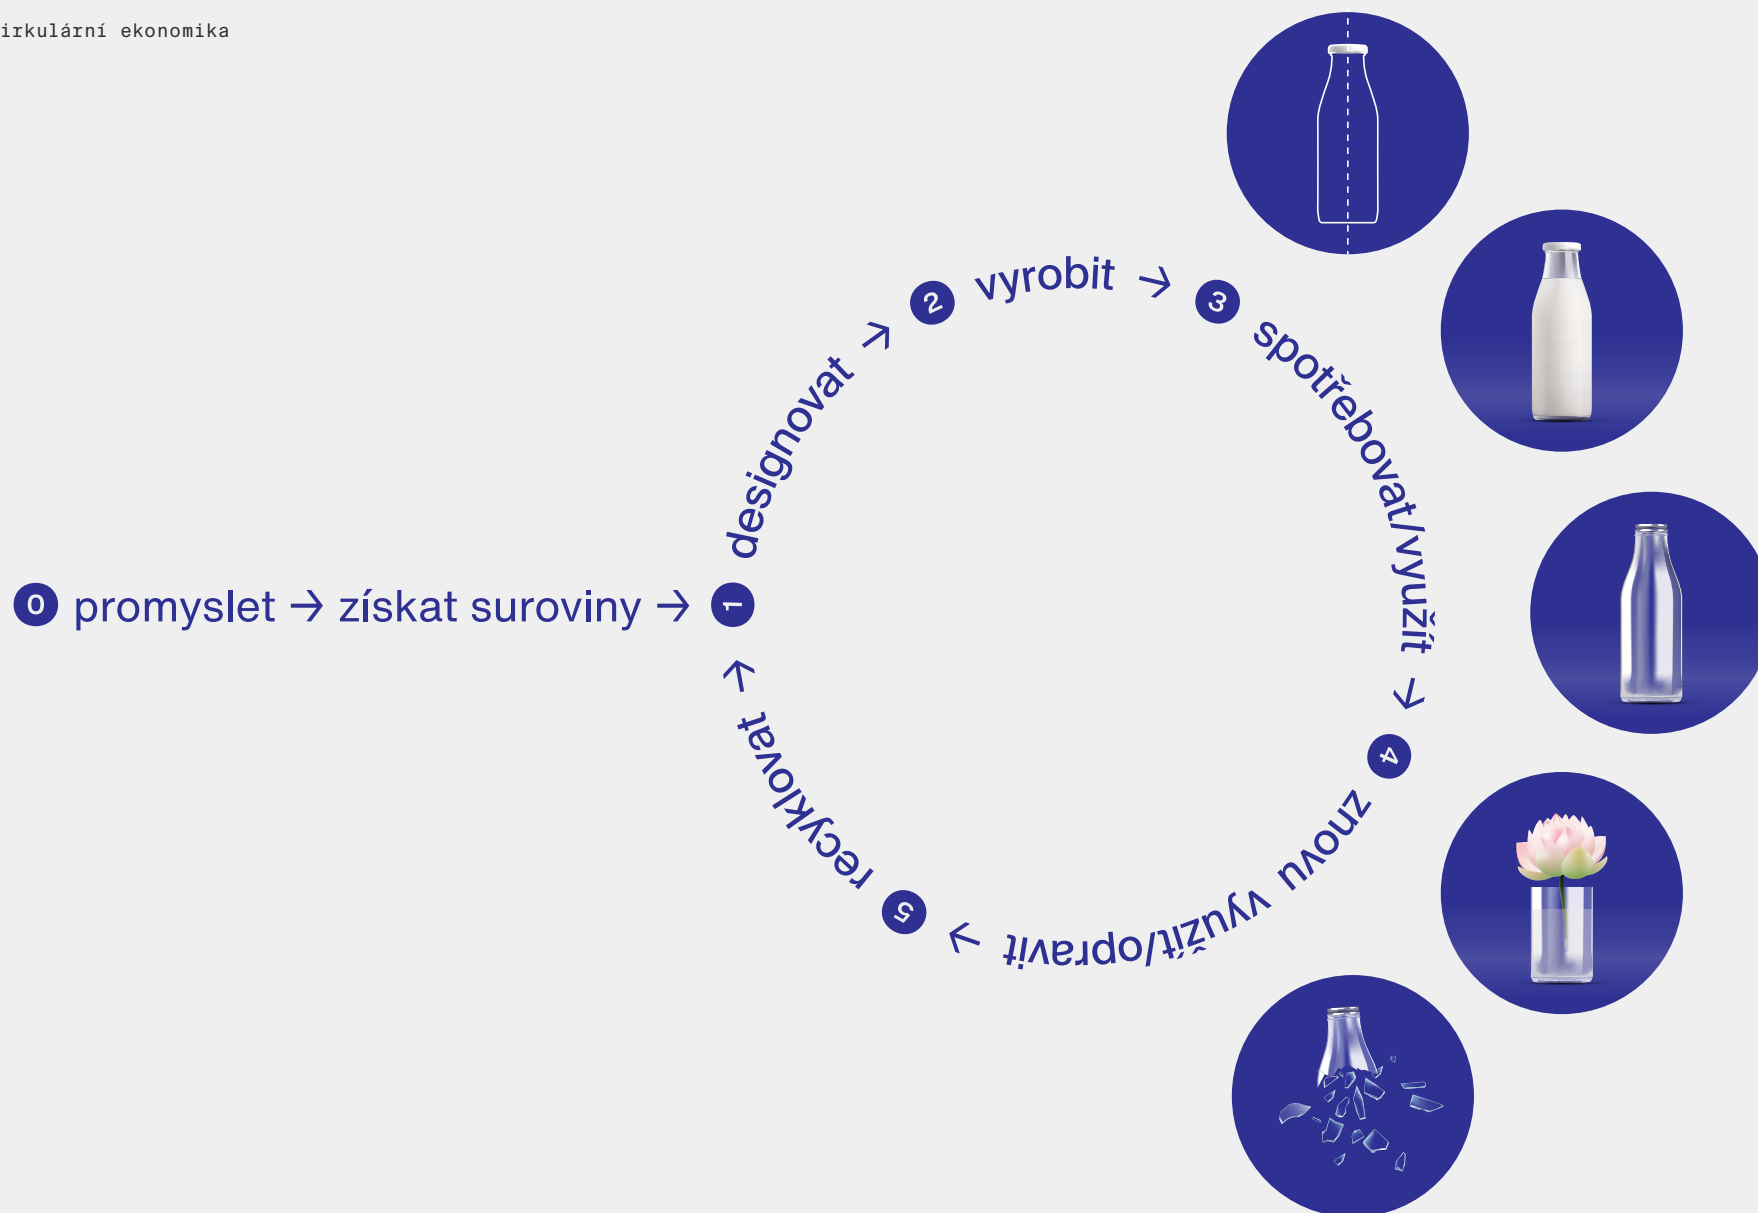 irkulární ekonomika
0 promyslet → získat suroviny →
1 designovat →
2 vyrobit →
3 spotřebovat/využít →
4 znovu využít/opravit →
5 recyklovat →